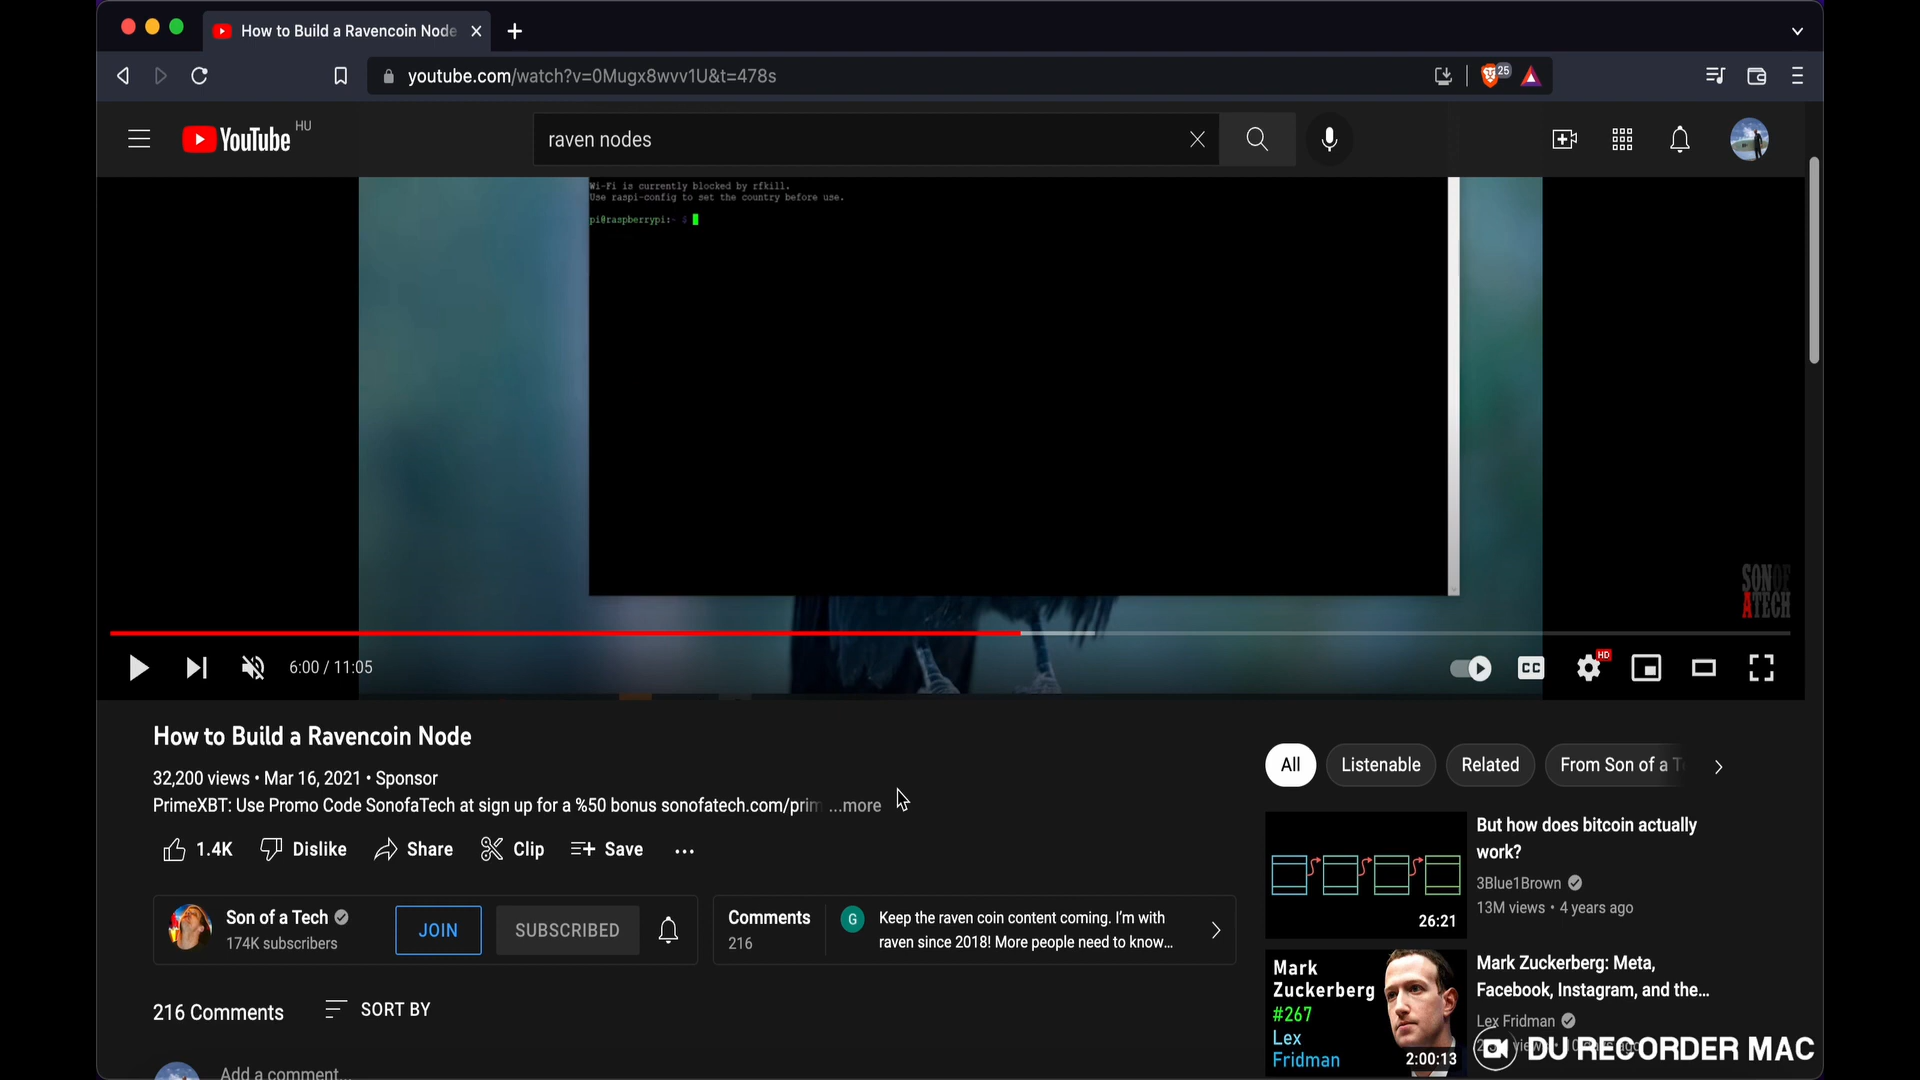 How to Build a Ravencoin Node
youtube.com/watch?v=0Mugx8wvv1U&t=478s
25
YouTube HU
raven nodes
Wi-Fi is currently blocked by rfkill.
Use raspi-config to set the country before use.
pi@raspberrypi:~ $
SON OF
A TECH
6:00 / 11:05
CC
HD
How to Build a Ravencoin Node
32,200 views • Mar 16, 2021 • Sponsor
PrimeXBT: Use Promo Code SonofaTech at sign up for a %50 bonus sonofatech.com/prim ...more
1.4K Dislike Share Clip Save
Son of a Tech
174K subscribers
JOIN
SUBSCRIBED
Comments
216
G
Keep the raven coin content coming. I'm with
raven since 2018! More people need to know...
216 Comments
SORT BY
Add a comment...
All Listenable Related From Son of a T
But how does bitcoin actually
work?
3Blue1Brown
13M views • 4 years ago
26:21
Mark
Zuckerberg
#267
Lex
Fridman
2:00:13
Mark Zuckerberg: Meta,
Facebook, Instagram, and the...
Lex Fridman
DU RECORDER MAC